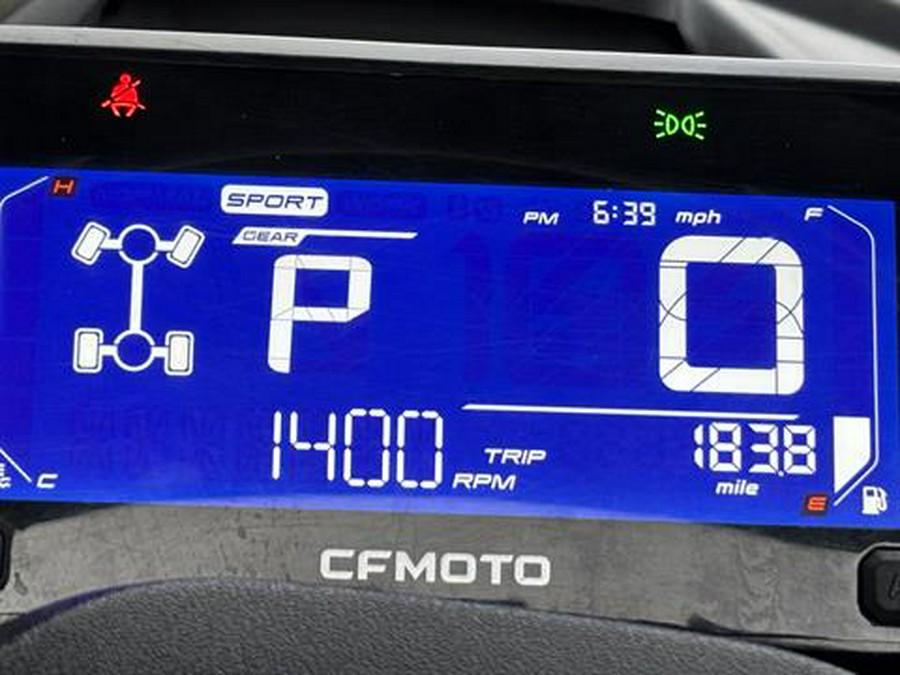 H
SPORT
PM 6:39 mph F
GEAR
P 0
1400 RPM
TRIP 183.8
mile
C
E
CFMOTO